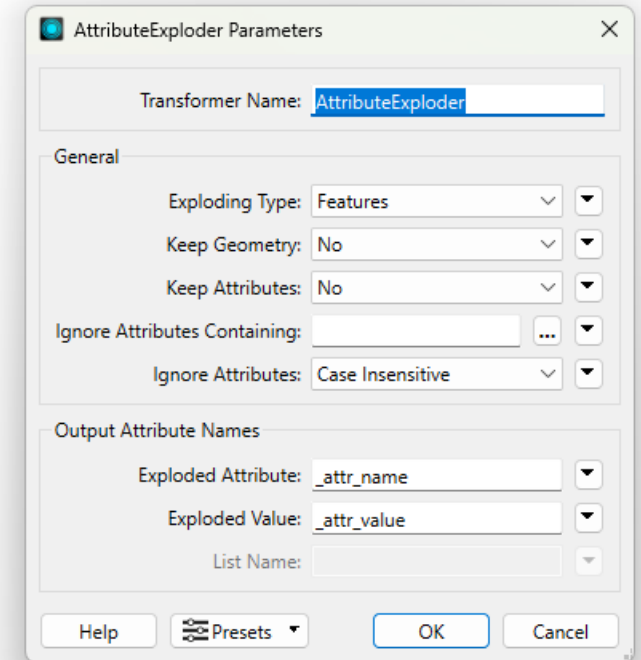 AttributeExploder Parameters
Transformer Name: AttributeExploder
General
Exploding Type: Features
Keep Geometry: No
Keep Attributes: No
Ignore Attributes Containing: ...
Ignore Attributes: Case Insensitive
Output Attribute Names
Exploded Attribute: _attr_name
Exploded Value: _attr_value
List Name:
Help Presets OK Cancel